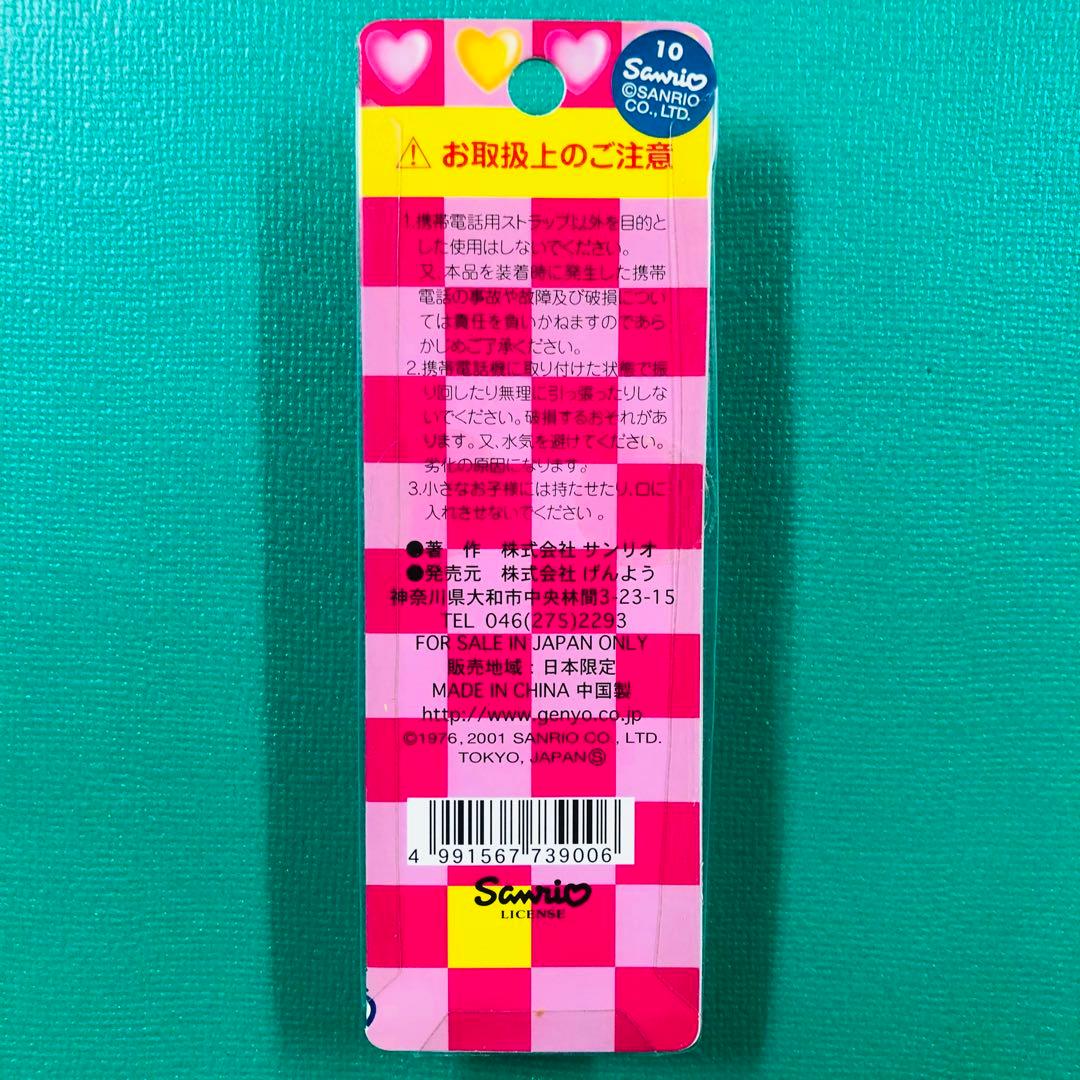 10
Sanrio
©SANRIO
CO.,LTD.
⚠ お取扱上のご注意
1.携帯電話用ストラップ以外を目的と
した使用はしないでください。
又、本品を装着時に発生した携帯
電話の事故や故障及び破損につい
ては責任を負いかねますのであら
かじめご了承ください。
2.携帯電話機に取り付けた状態で振
り回したり無理に引っ張ったりしな
いでください。破損するおそれがあ
ります。又、水気を避けてください。
劣化の原因になります。
3.小さなお子様には持たせたり、口に
入れさせないでください。
●著　作　株式会社 サンリオ
●発売元　株式会社 げんよう
神奈川県大和市中央林間3-23-15
TEL 046(275)2293
FOR SALE IN JAPAN ONLY
販売地域：日本限定
MADE IN CHINA 中国製
http://www.genyo.co.jp
©1976,2001 SANRIO CO., LTD.
TOKYO, JAPAN Ⓢ
4 991567 739006
Sanrio
LICENSE